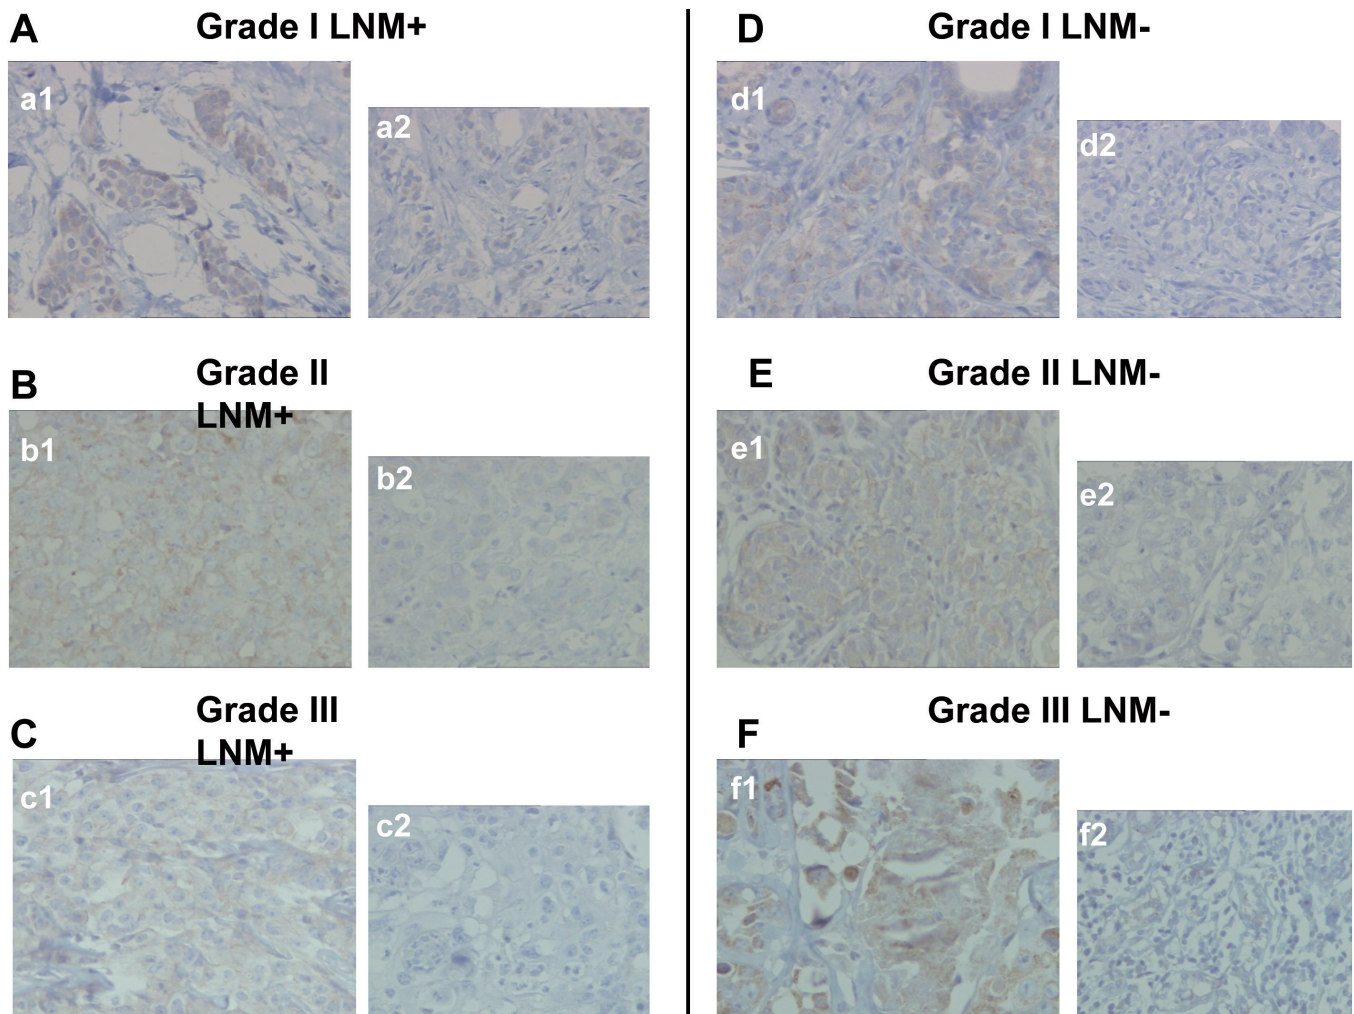 A
Grade I LNM+
a1
a2
B
Grade II
LNM+
b1
b2
C
Grade III
LNM+
c1
c2
D
Grade I LNM-
d1
d2
E
Grade II LNM-
e1
e2
F
Grade III LNM-
f1
f2